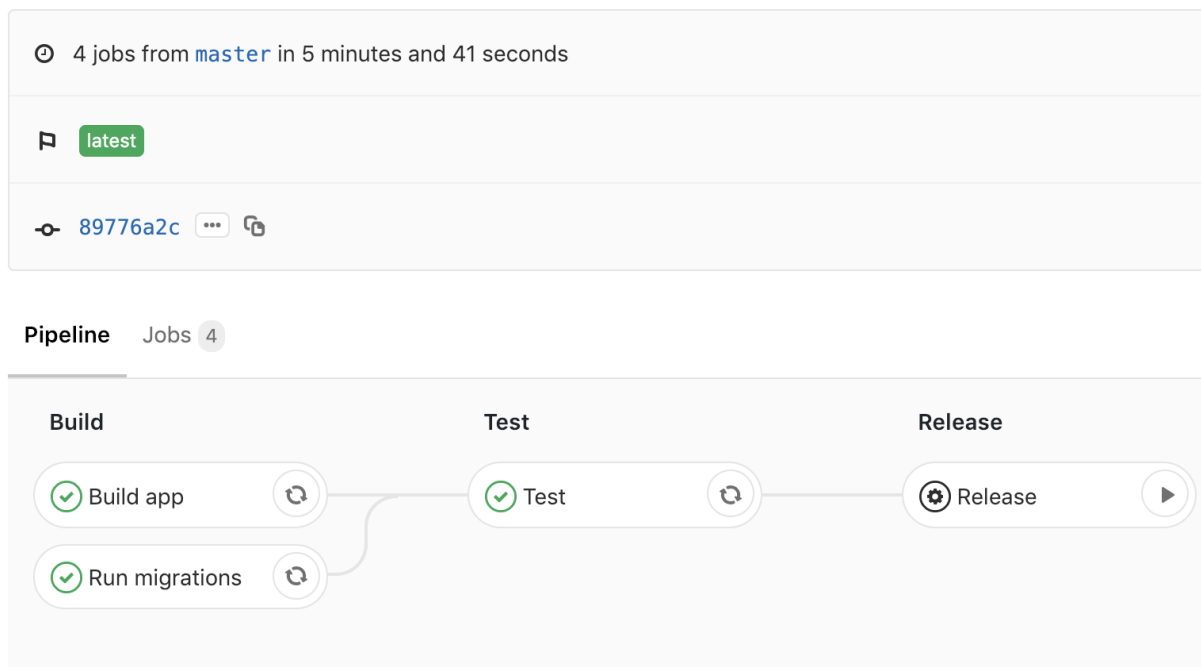 4 jobs from master in 5 minutes and 41 seconds
latest
89776a2c
Pipeline Jobs 4
Build Test Release
Build app Test Release
Run migrations